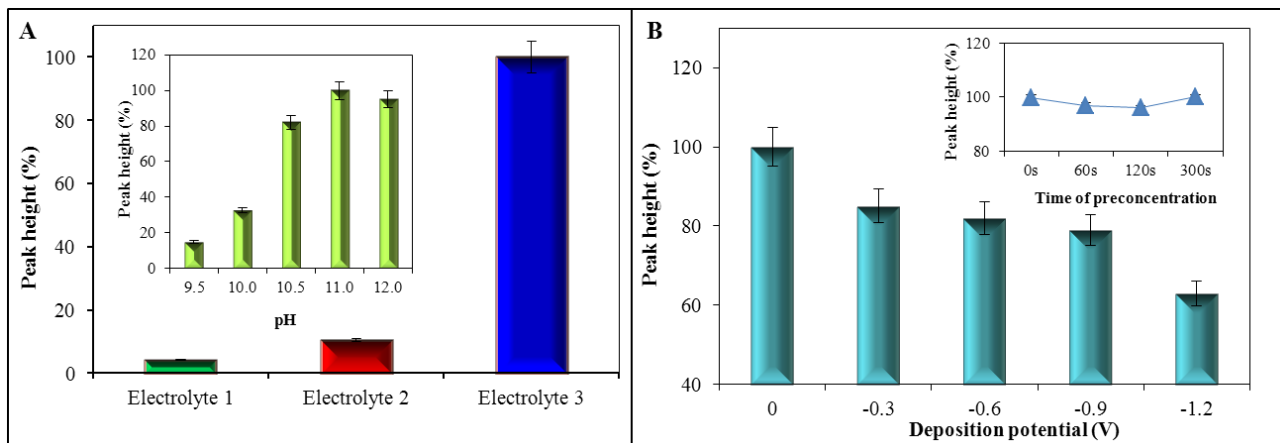 A
Peak height (%)
100
80
60
40
20
0
Electrolyte 1
Electrolyte 2
Electrolyte 3
Peak height (%)
120
100
80
60
40
20
0
9.5
10.0
10.5
11.0
12.0
pH
B
Peak height (%)
120
100
80
60
40
0
-0.3
-0.6
-0.9
-1.2
Deposition potential (V)
Peak height (%)
120
100
80
0s
60s
120s
300s
Time of preconcentration